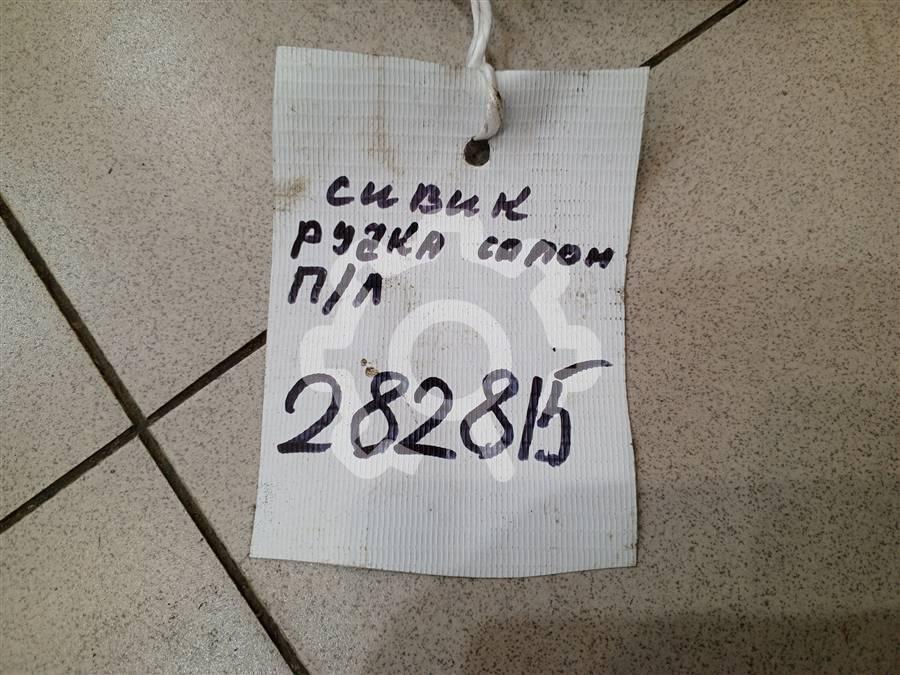 сивик
ручка салон
П/Л
282815